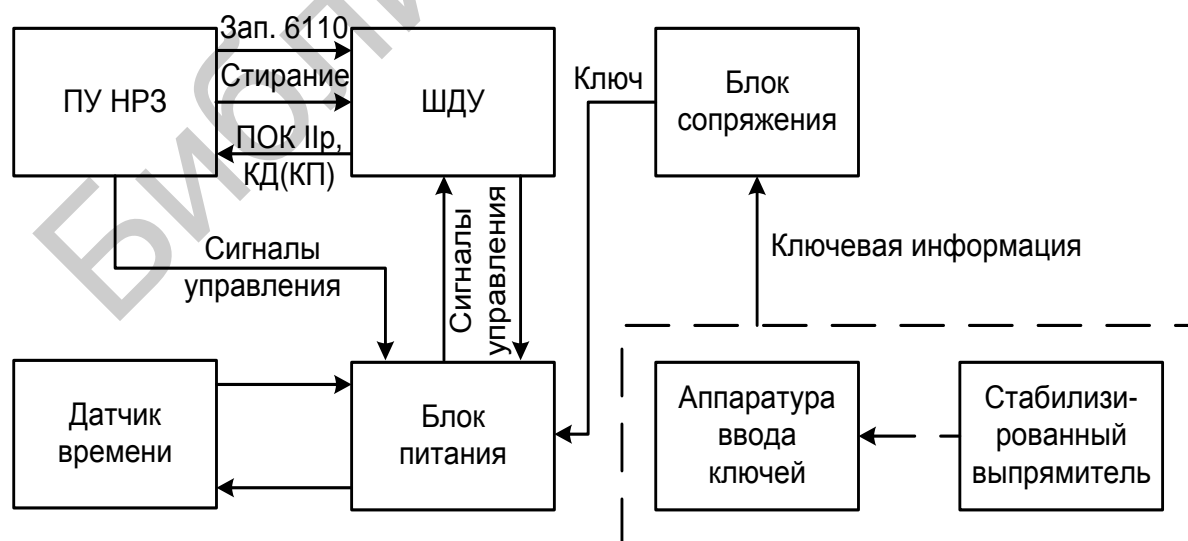 Зап. 6110
ПУ НРЗ
Стирание
ПОК IIр,
КД(КП)
ШДУ
Ключ
Блок
сопряжения
Сигналы
управления
Сигналы
управления
Ключевая информация
Датчик
времени
Блок
питания
Аппаратура
ввода
ключей
Стабилизи-
рованный
выпрямитель
Библи